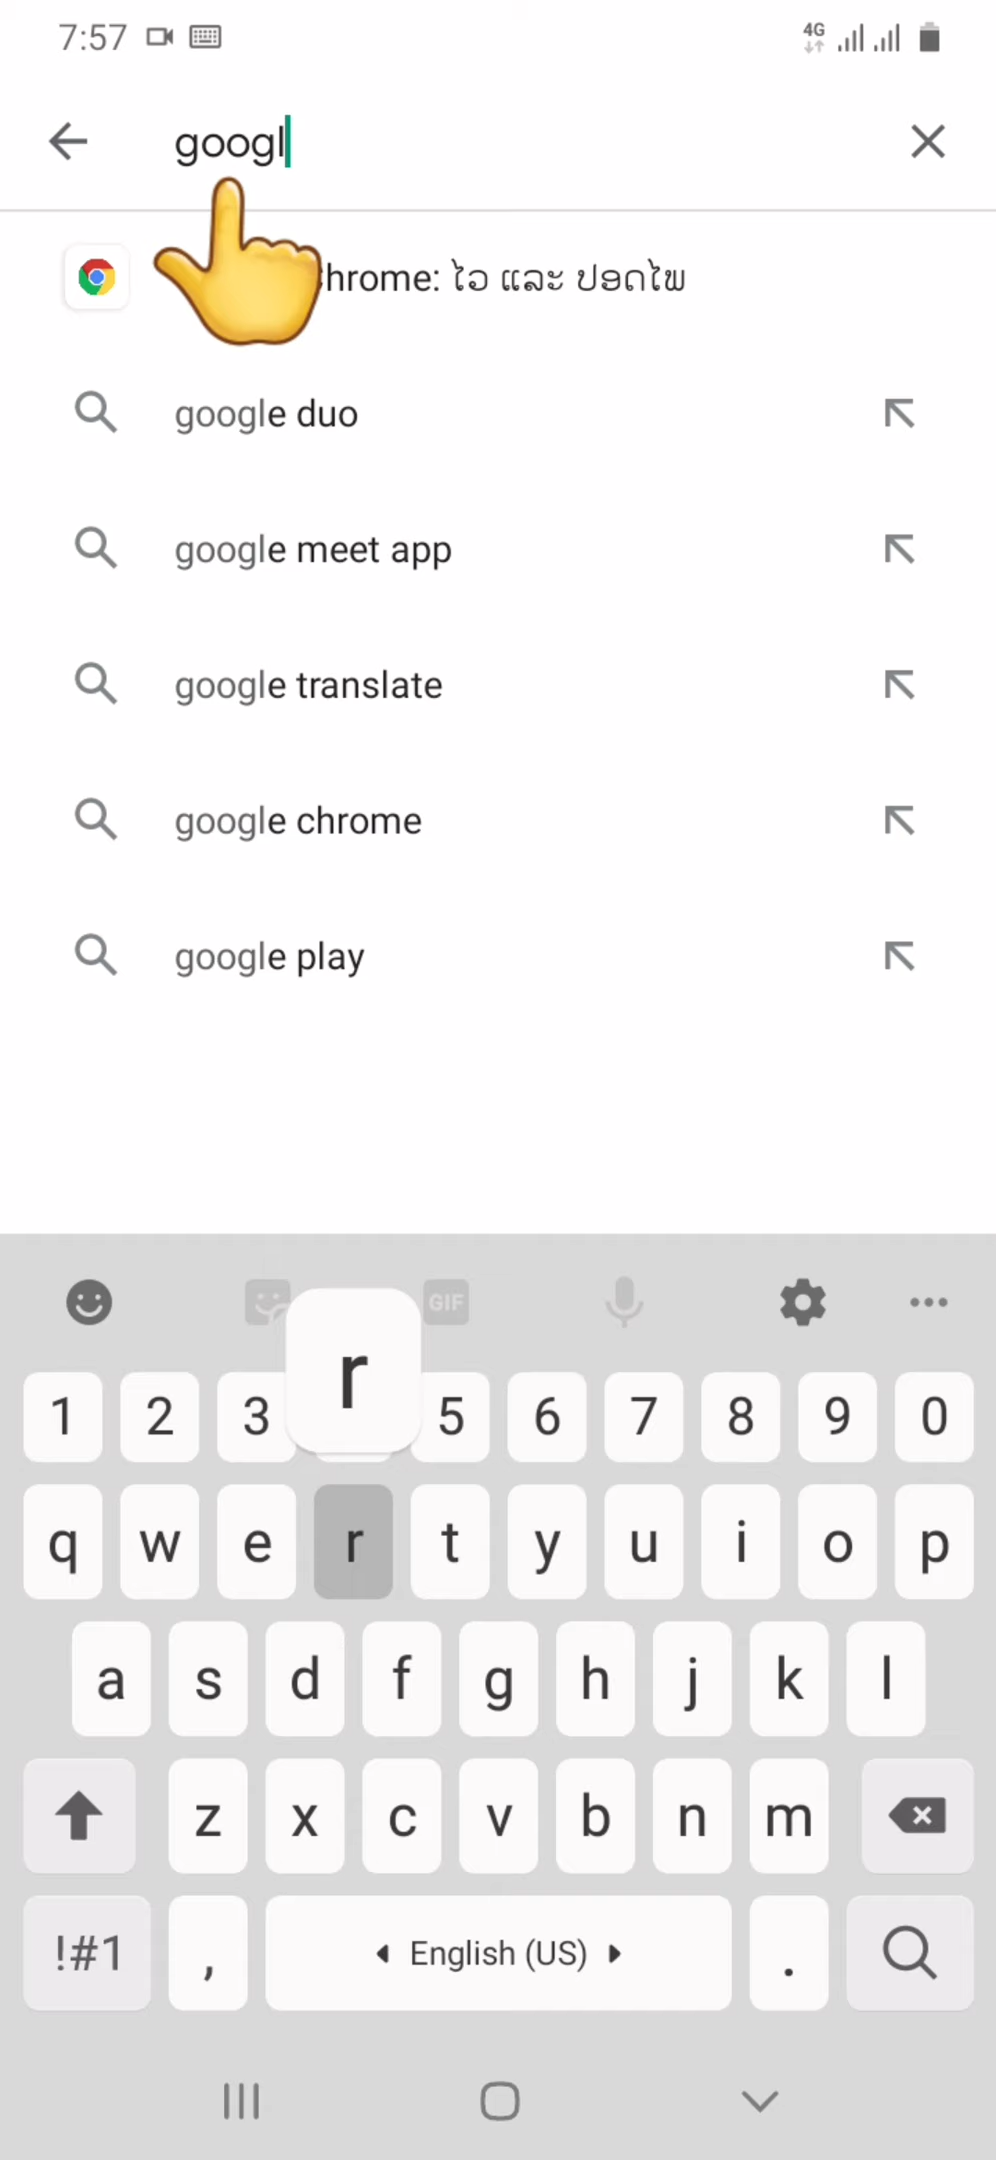 7:57 4G
googl
hrome: ໄວ ແລະ ປອດໄພ
google duo
google meet app
google translate
google chrome
google play
GIF
r
1 2 3 5 6 7 8 9 0
q w e r t y u i o p
a s d f g h j k l
z x c v b n m
!#1 , English (US) .